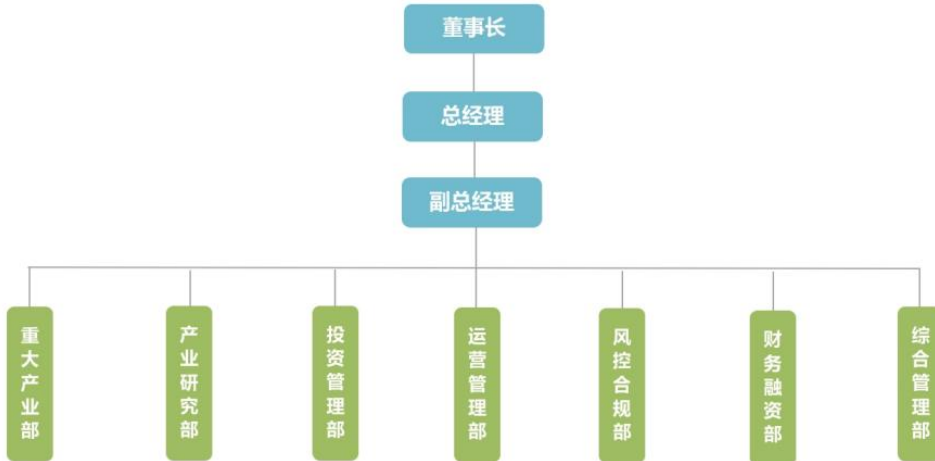 董事长
总经理
副总经理
重大产业部
产业研究部
投资管理部
运营管理部
风控合规部
财务融资部
综合管理部